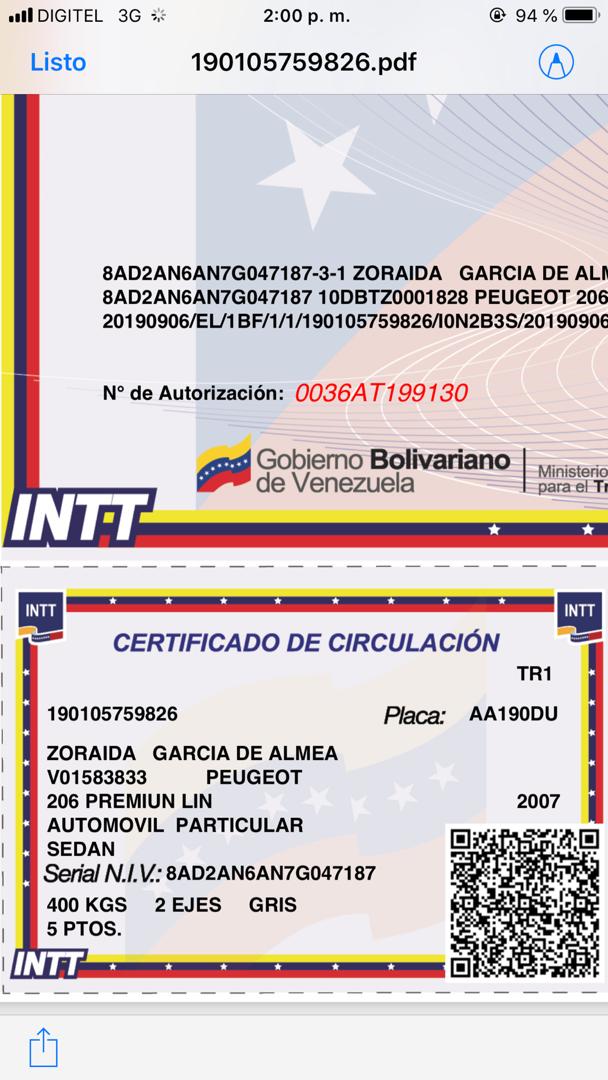 DIGITEL 3G 2:00 p. m. 94 %
Listo 190105759826.pdf
8AD2AN6AN7G047187-3-1 ZORAIDA GARCIA DE ALM
8AD2AN6AN7G047187 10DBTZ0001828 PEUGEOT 206
20190906/EL/1BF/1/1/190105759826/I0N2B3S/20190906
N° de Autorización: 0036AT199130
Gobierno Bolivariano
de Venezuela
Ministerio
para el Tr
INTT
INTT INTT
CERTIFICADO DE CIRCULACIÓN
TR1
190105759826 Placa: AA190DU
ZORAIDA GARCIA DE ALMEA
V01583833 PEUGEOT
206 PREMIUN LIN 2007
AUTOMOVIL PARTICULAR
SEDAN
Serial N.I.V.: 8AD2AN6AN7G047187
400 KGS 2 EJES GRIS
5 PTOS.
INTT